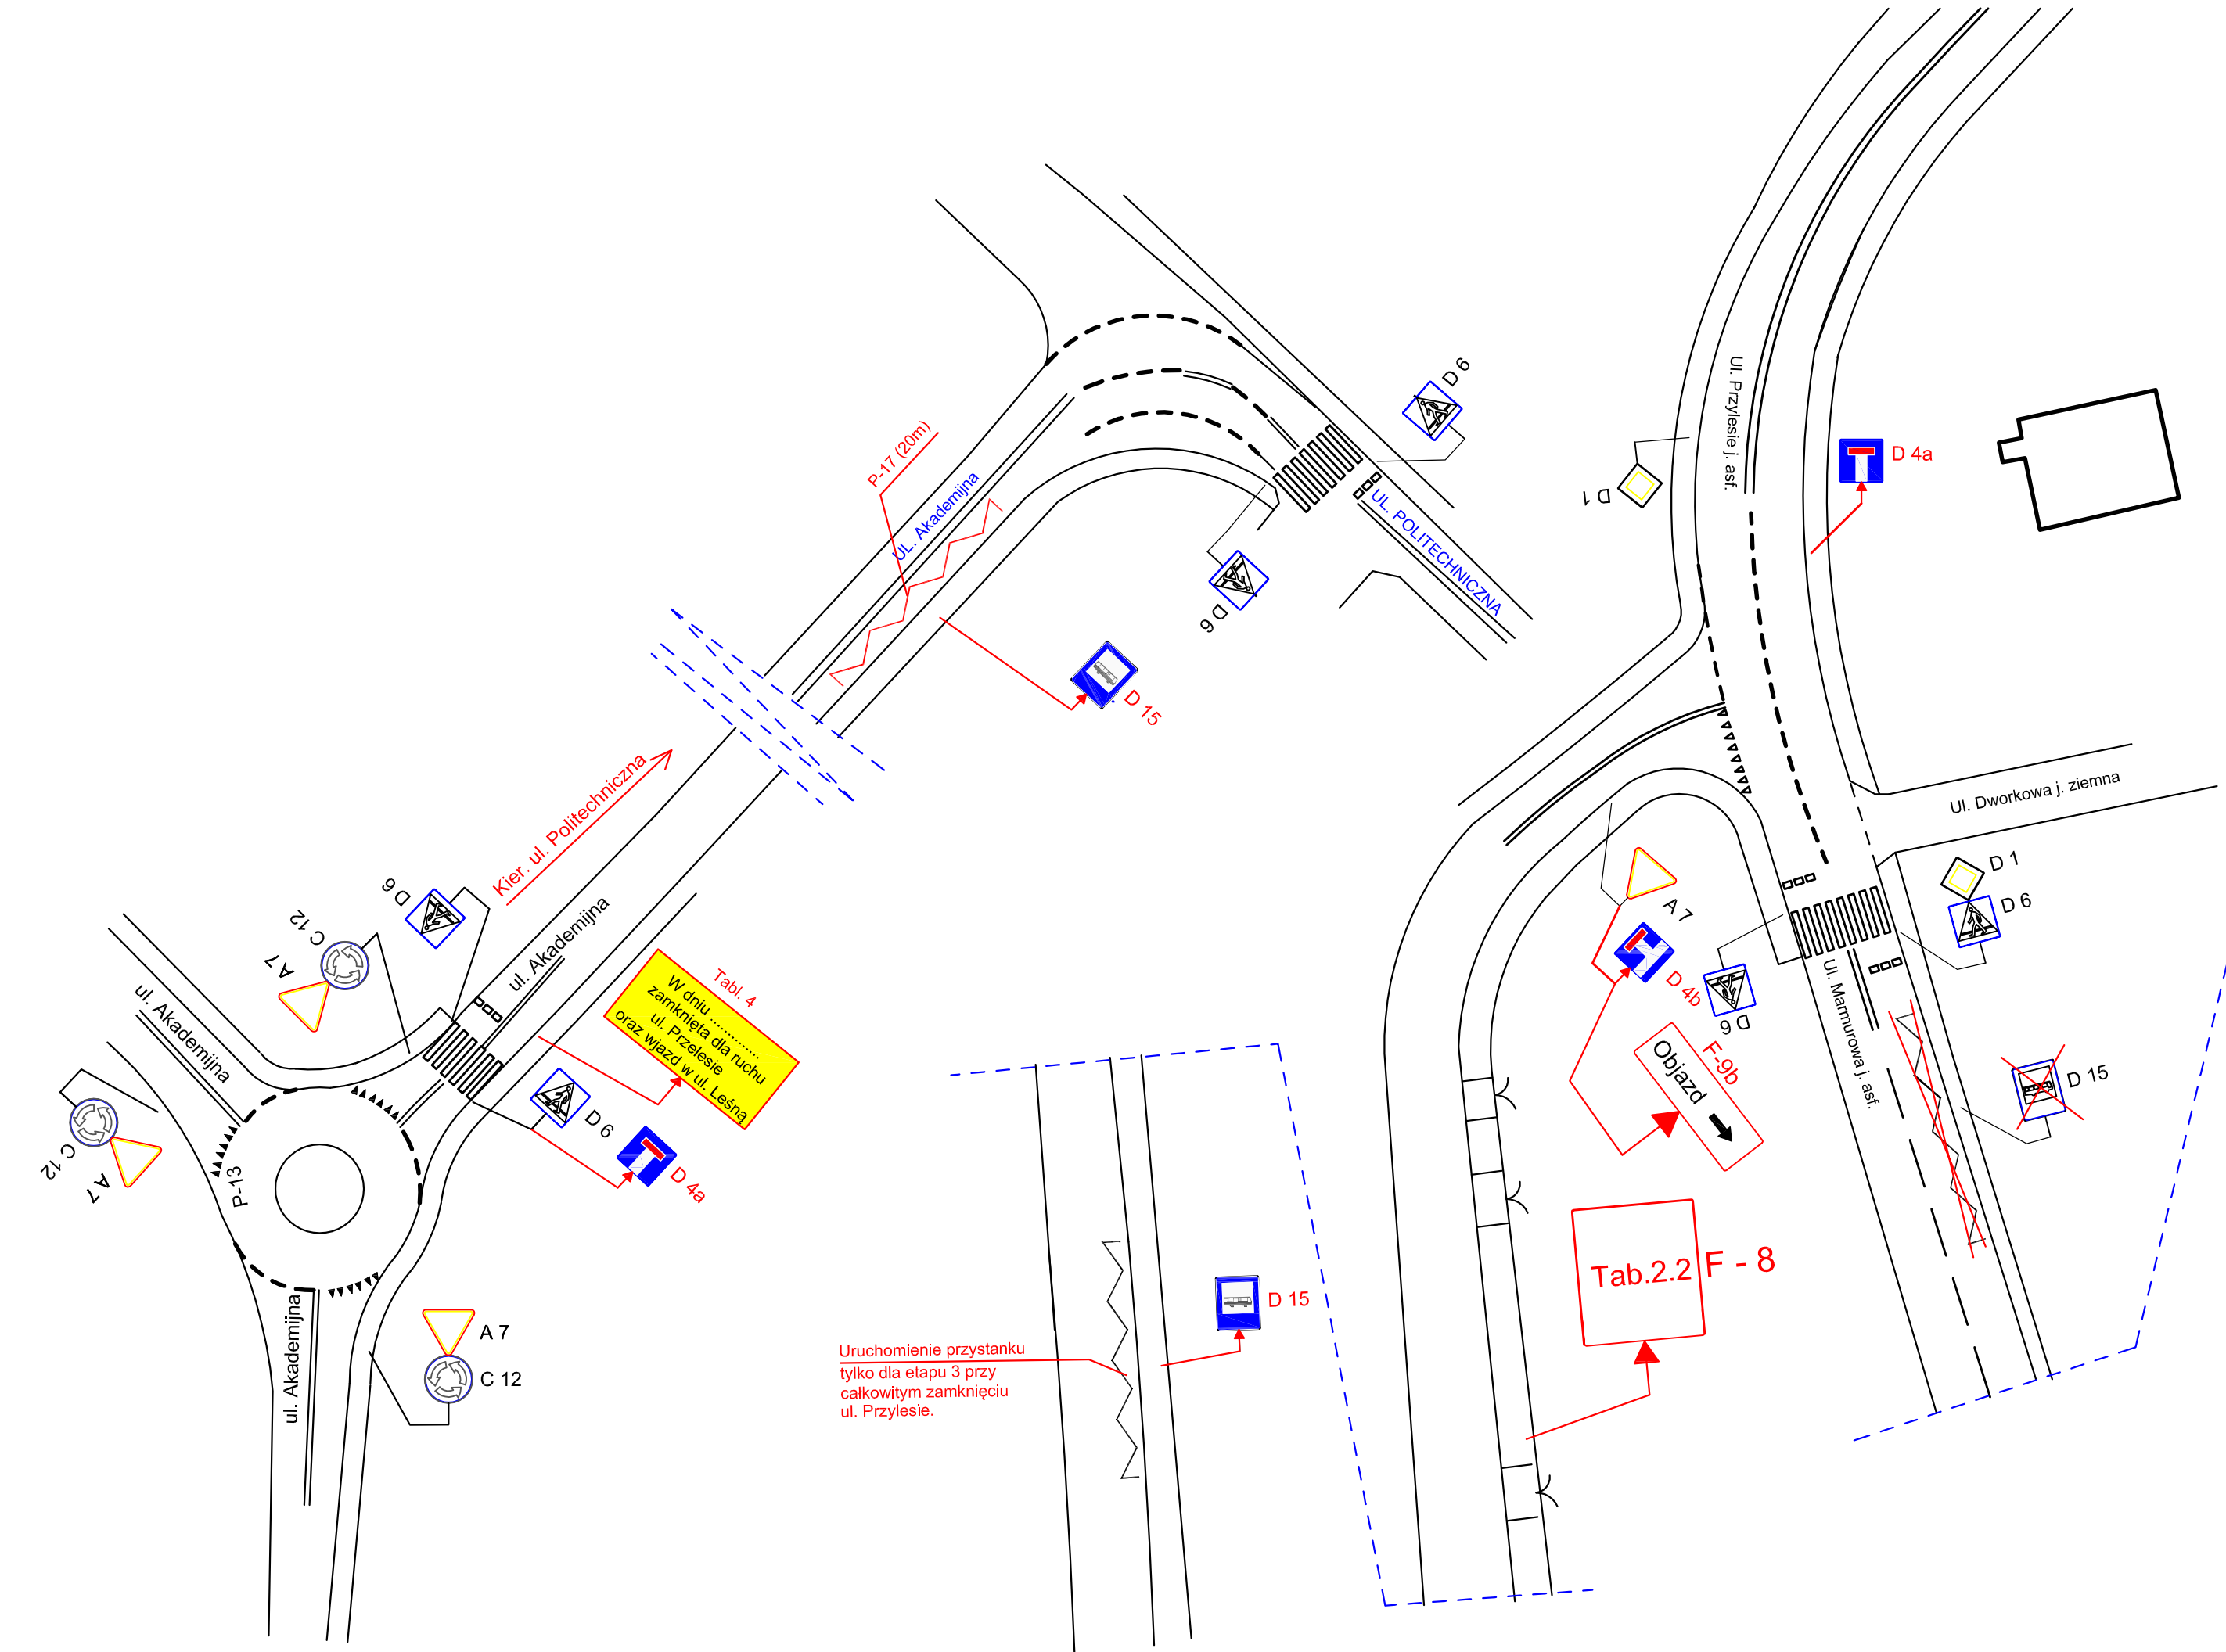 D 6
P-17 (20m)
UL. Akademijna
UL. POLITECHNICZNA
D 6
D 15
Ul. Przylesie j. asf.
D 1
D 4a
Ul. Dworkowa j. ziemna
D 1
D 6
A 7
D 4b
D 6
F-9b
Objazd
Ul. Marmurowa j. asf.
D 15
Tab.2.2
F - 8
Kier. ul. Politechniczna
D 6
C 12
A 7
ul. Akademijna
ul. Akademijna
Tabl. 4
W dniu .............
zamknięta dla ruchu
ul. Przelesie
oraz wjazd w ul. Leśną
D 6
D 4a
C 12
A 7
P-13
ul. Akademijna
A 7
C 12
D 15
Uruchomienie przystanku
tylko dla etapu 3 przy
całkowitym zamknięciu
ul. Przylesie.